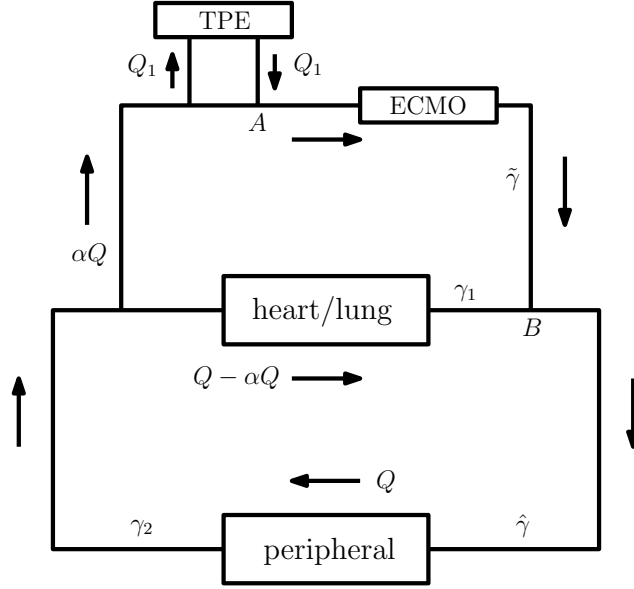 TPE
Q₁ Q₁
A
ECMO
γ̃
αQ
heart/lung
γ₁
B
Q − αQ
Q
γ₂
peripheral
γ̂